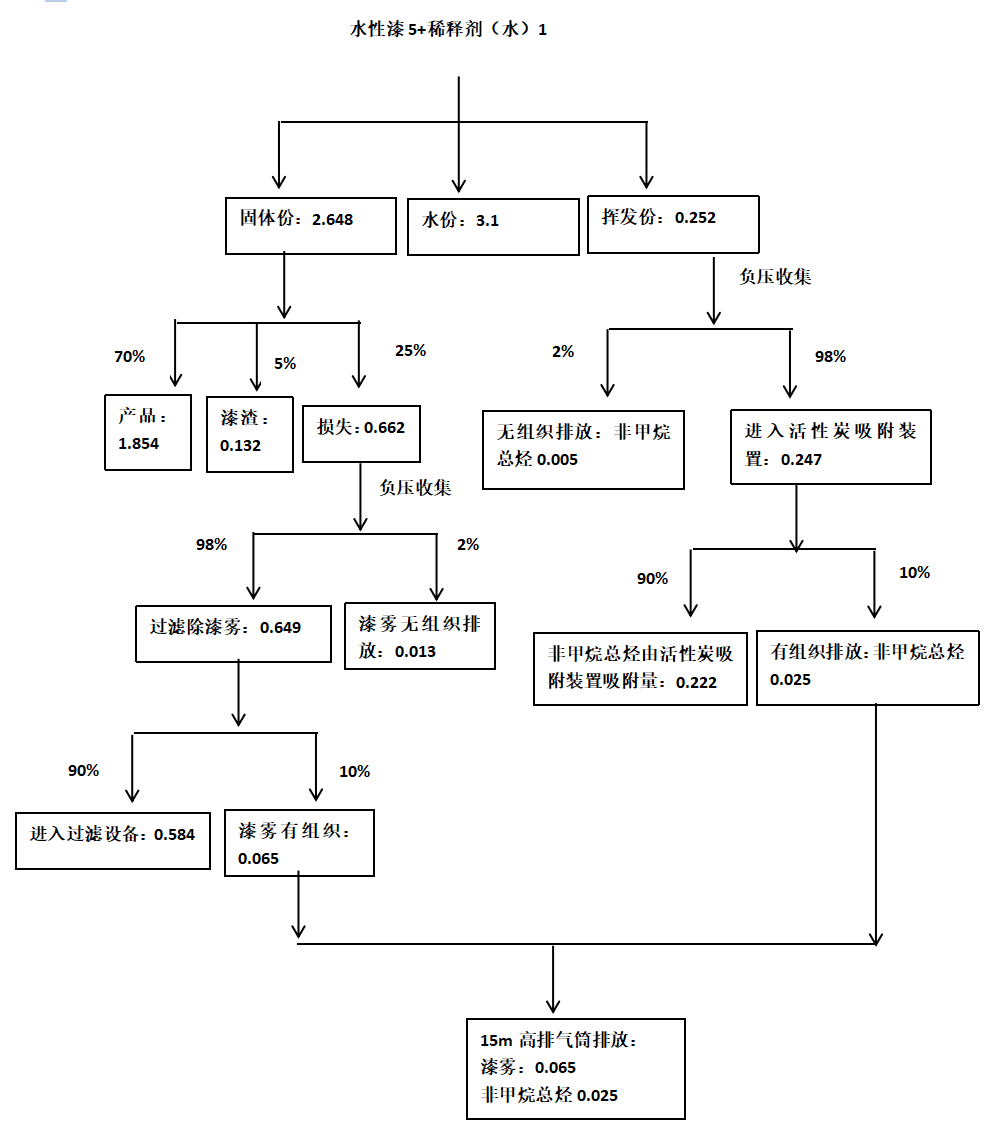 水性漆 5+稀释剂（水）1
固体份：2.648
水份：3.1
挥发份：0.252
负压收集
70%
5%
25%
2%
98%
产品：
1.854
漆渣：
0.132
损失：0.662
无组织排放：非甲烷
总烃 0.005
进入活性炭吸附装
置：0.247
负压收集
98%
2%
90%
10%
过滤除漆雾：0.649
漆雾无组织排
放：0.013
非甲烷总烃由活性炭吸
附装置吸附量：0.222
有组织排放：非甲烷总烃
0.025
90%
10%
进入过滤设备：0.584
漆雾有组织：
0.065
15m 高排气筒排放：
漆雾：0.065
非甲烷总烃 0.025